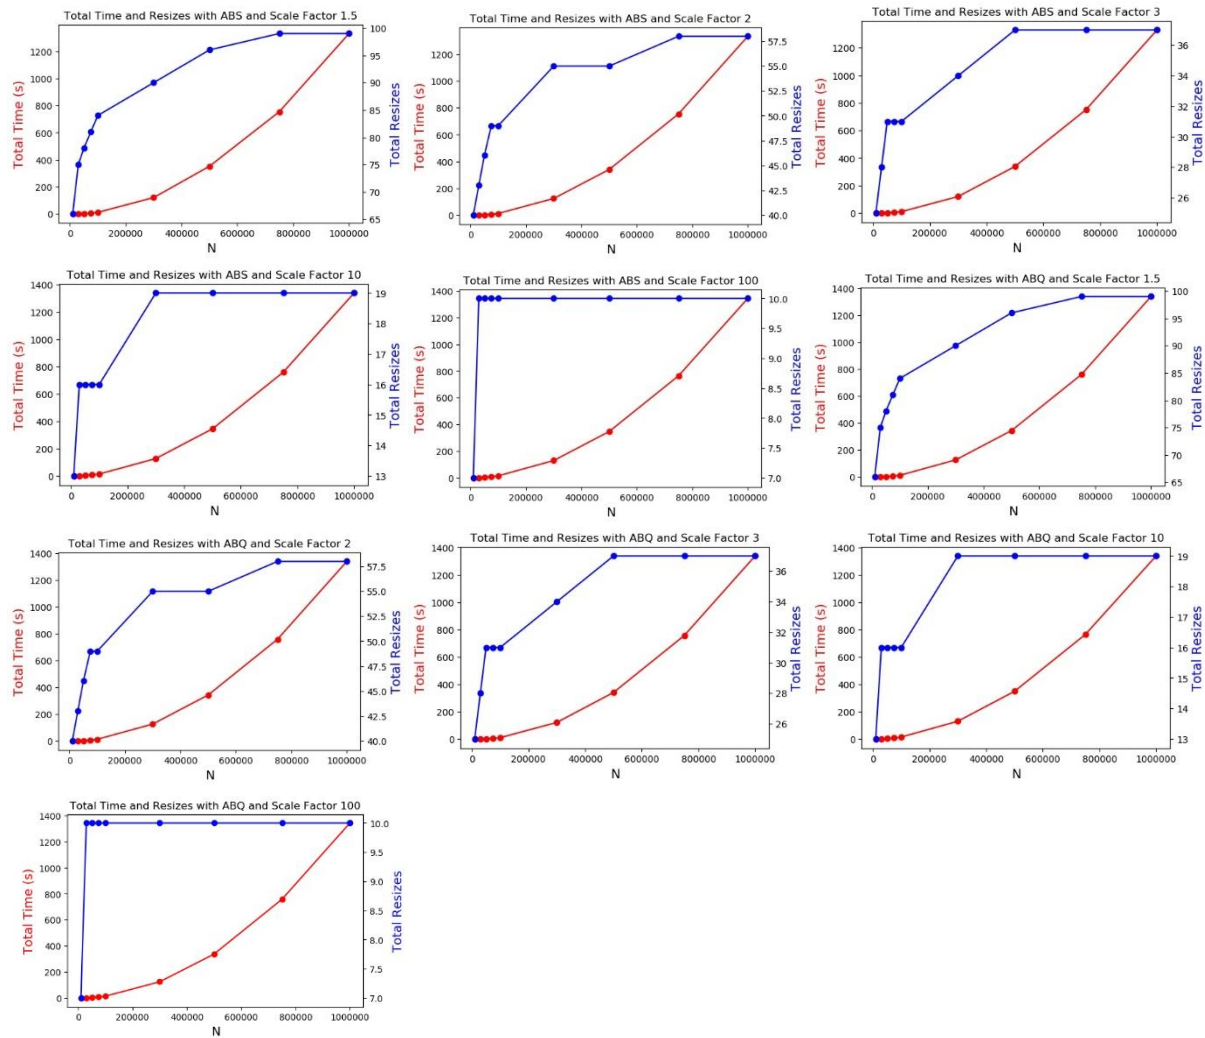 Total Time and Resizes with ABS and Scale Factor 1.5
Total Time (s)
1200
1000
800
600
400
200
0
100
95
90
85
80
75
70
65
Total Resizes
0 200000 400000 600000 800000 1000000
N
Total Time and Resizes with ABS and Scale Factor 2
Total Time (s)
1200
1000
800
600
400
200
0
57.5
55.0
52.5
50.0
47.5
45.0
42.5
40.0
Total Resizes
0 200000 400000 600000 800000 1000000
N
Total Time and Resizes with ABS and Scale Factor 3
Total Time (s)
1200
1000
800
600
400
200
0
36
34
32
30
28
26
Total Resizes
0 200000 400000 600000 800000 1000000
N
Total Time and Resizes with ABS and Scale Factor 10
Total Time (s)
1400
1200
1000
800
600
400
200
0
19
18
17
16
15
14
13
Total Resizes
0 200000 400000 600000 800000 1000000
N
Total Time and Resizes with ABS and Scale Factor 100
Total Time (s)
1400
1200
1000
800
600
400
200
0
10.0
9.5
9.0
8.5
8.0
7.5
7.0
Total Resizes
0 200000 400000 600000 800000 1000000
N
Total Time and Resizes with ABQ and Scale Factor 1.5
Total Time (s)
1400
1200
1000
800
600
400
200
0
100
95
90
85
80
75
70
65
Total Resizes
0 200000 400000 600000 800000 1000000
N
Total Time and Resizes with ABQ and Scale Factor 2
Total Time (s)
1400
1200
1000
800
600
400
200
0
57.5
55.0
52.5
50.0
47.5
45.0
42.5
40.0
Total Resizes
0 200000 400000 600000 800000 1000000
N
Total Time and Resizes with ABQ and Scale Factor 3
Total Time (s)
1400
1200
1000
800
600
400
200
0
36
34
32
30
28
26
Total Resizes
0 200000 400000 600000 800000 1000000
N
Total Time and Resizes with ABQ and Scale Factor 10
Total Time (s)
1400
1200
1000
800
600
400
200
0
19
18
17
16
15
14
13
Total Resizes
0 200000 400000 600000 800000 1000000
N
Total Time and Resizes with ABQ and Scale Factor 100
Total Time (s)
1400
1200
1000
800
600
400
200
0
10.0
9.5
9.0
8.5
8.0
7.5
7.0
Total Resizes
0 200000 400000 600000 800000 1000000
N